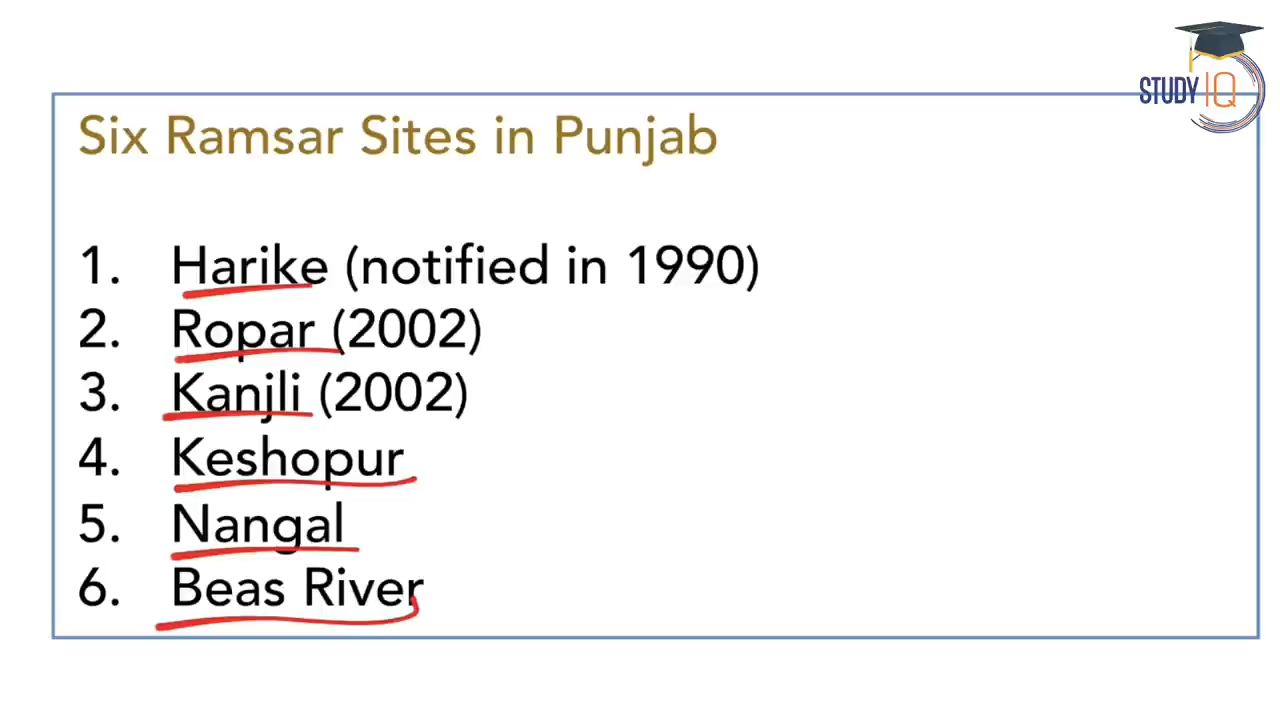 STUDY IQ
Six Ramsar Sites in Punjab
1. Harike (notified in 1990)
2. Ropar (2002)
3. Kanjli (2002)
4. Keshopur
5. Nangal
6. Beas River